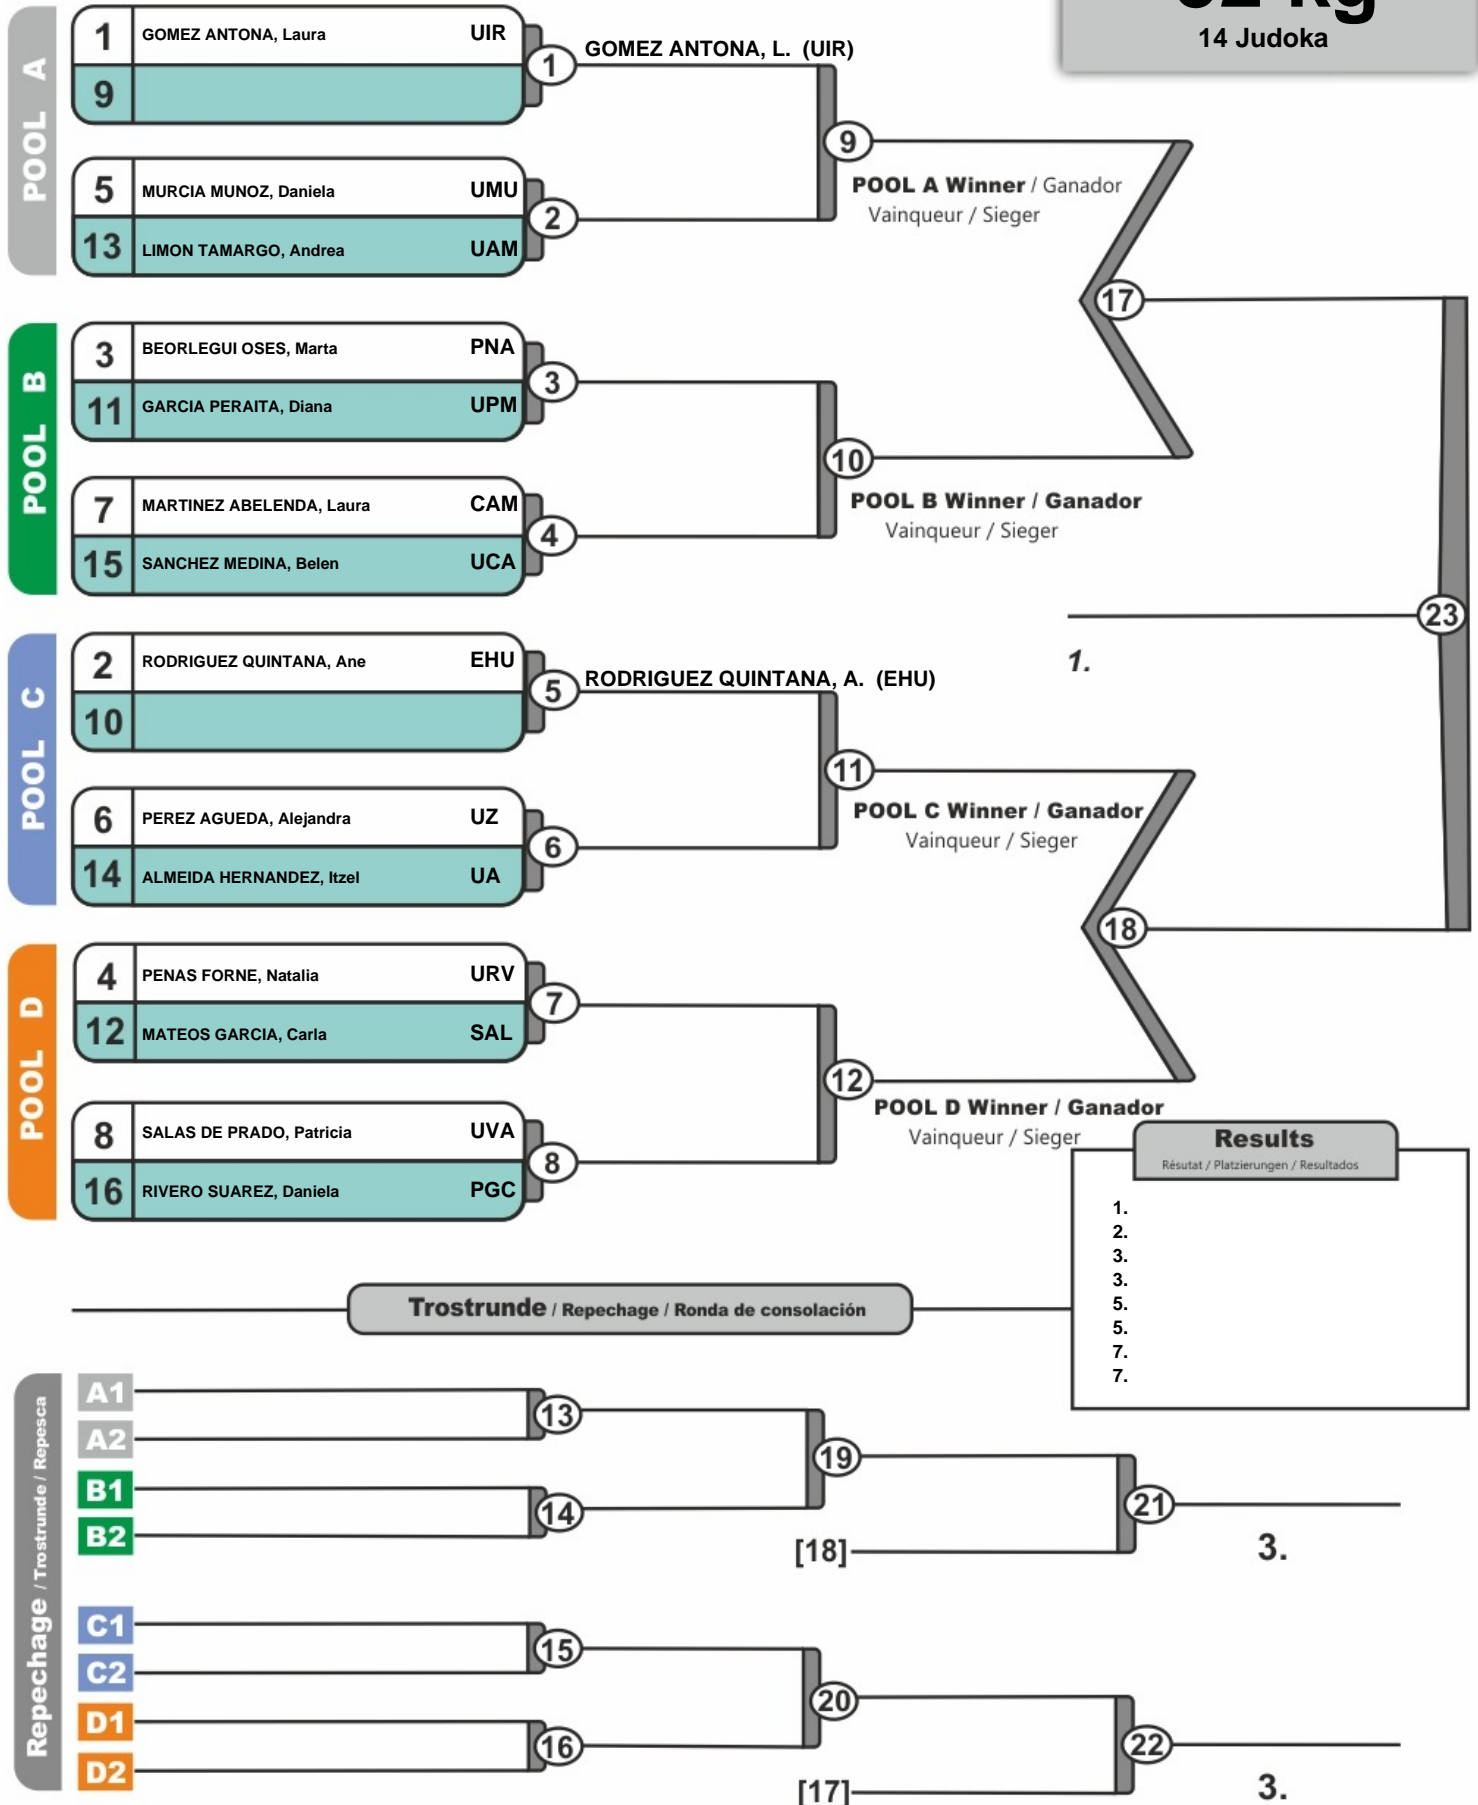 kg
14 Judoka
POOL A
1 GOMEZ ANTONA, Laura UIR
9
1
GOMEZ ANTONA, L. (UIR)
5 MURCIA MUNOZ, Daniela UMU
13 LIMON TAMARGO, Andrea UAM
2
9
POOL A Winner / Ganador
Vainqueur / Sieger
17
POOL B
3 BEORLEGUI OSES, Marta PNA
11 GARCIA PERAITA, Diana UPM
3
7 MARTINEZ ABELENDA, Laura CAM
15 SANCHEZ MEDINA, Belen UCA
4
10
POOL B Winner / Ganador
Vainqueur / Sieger
23
1.
POOL C
2 RODRIGUEZ QUINTANA, Ane EHU
10
5
RODRIGUEZ QUINTANA, A. (EHU)
6 PEREZ AGUEDA, Alejandra UZ
14 ALMEIDA HERNANDEZ, Itzel UA
6
11
POOL C Winner / Ganador
Vainqueur / Sieger
18
POOL D
4 PENAS FORNE, Natalia URV
12 MATEOS GARCIA, Carla SAL
7
8 SALAS DE PRADO, Patricia UVA
16 RIVERO SUAREZ, Daniela PGC
8
12
POOL D Winner / Ganador
Vainqueur / Sieger
Results
Résutat / Platzierungen / Resultados
1.
2.
3.
3.
5.
5.
7.
7.
Trostrunde / Repechage / Ronda de consolación
Repechage / Trostrunde / Repesca
A1
A2
13
B1
B2
14
19
[18]
21
3.
C1
C2
15
D1
D2
16
20
[17]
22
3.